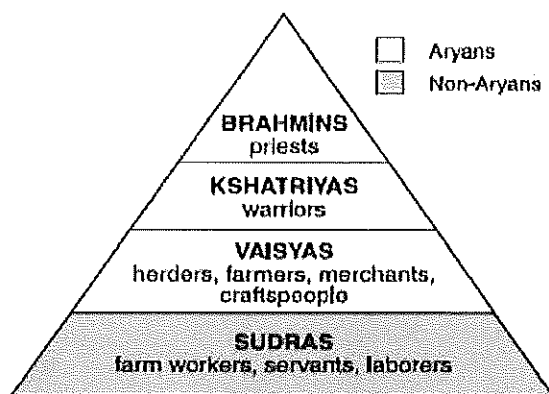 Aryans
Non-Aryans
BRAHMINS
priests
KSHATRIYAS
warriors
VAISYAS
herders, farmers, merchants,
craftspeople
SUDRAS
farm workers, servants, laborers